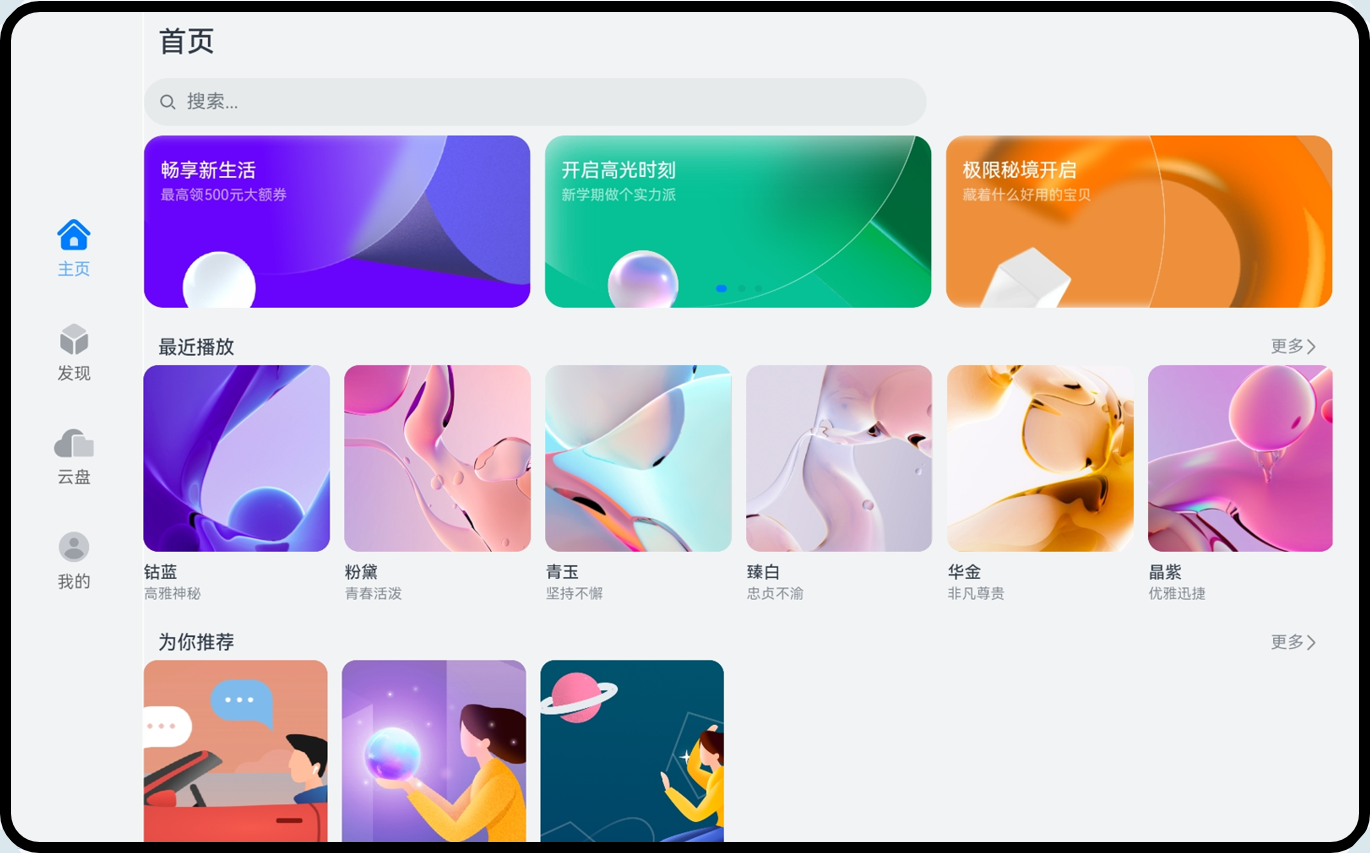 首页
搜索...
畅享新生活
最高领500元大额券
开启高光时刻
新学期做个实力派
极限秘境开启
藏着什么好用的宝贝
主页
发现
云盘
我的
最近播放
更多
钴蓝
高雅神秘
粉黛
青春活泼
青玉
坚持不懈
臻白
忠贞不渝
华金
非凡尊贵
晶紫
优雅迅捷
为你推荐
更多